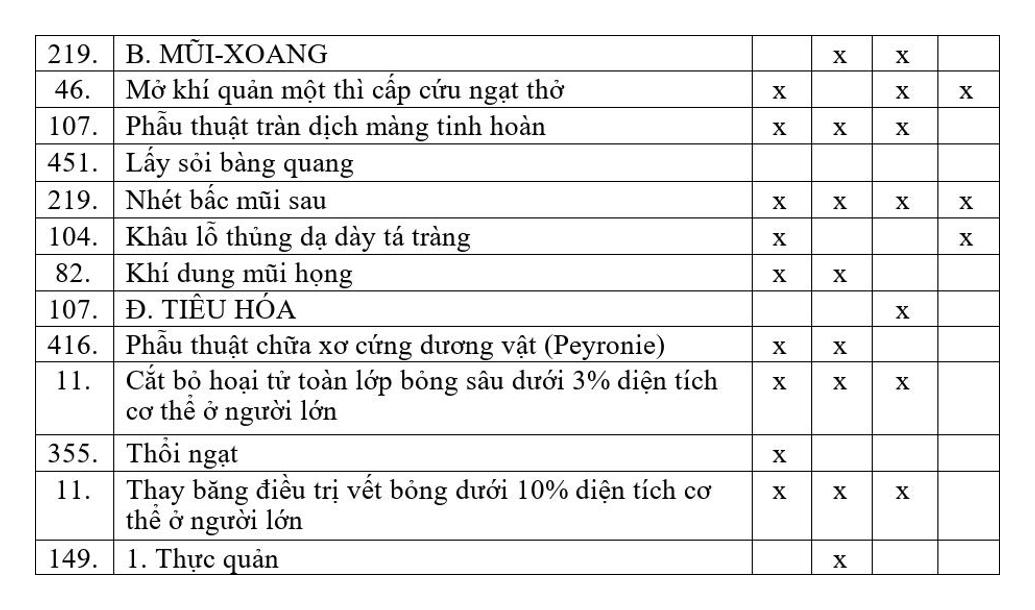 219. B. MŨI-XOANG x x
46. Mở khí quản một thì cấp cứu ngạt thở x x x
107. Phẫu thuật tràn dịch màng tinh hoàn x x x
451. Lấy sỏi bàng quang
219. Nhét bấc mũi sau x x x x
104. Khâu lỗ thủng dạ dày tá tràng x x
82. Khí dung mũi họng x x
107. Đ. TIÊU HÓA x
416. Phẫu thuật chữa xơ cứng dương vật (Peyronie) x x
11. Cắt bỏ hoại tử toàn lớp bỏng sâu dưới 3% diện tích x x x
cơ thể ở người lớn
355. Thổi ngạt x
11. Thay băng điều trị vết bỏng dưới 10% diện tích cơ x x x
thể ở người lớn
149. 1. Thực quản x